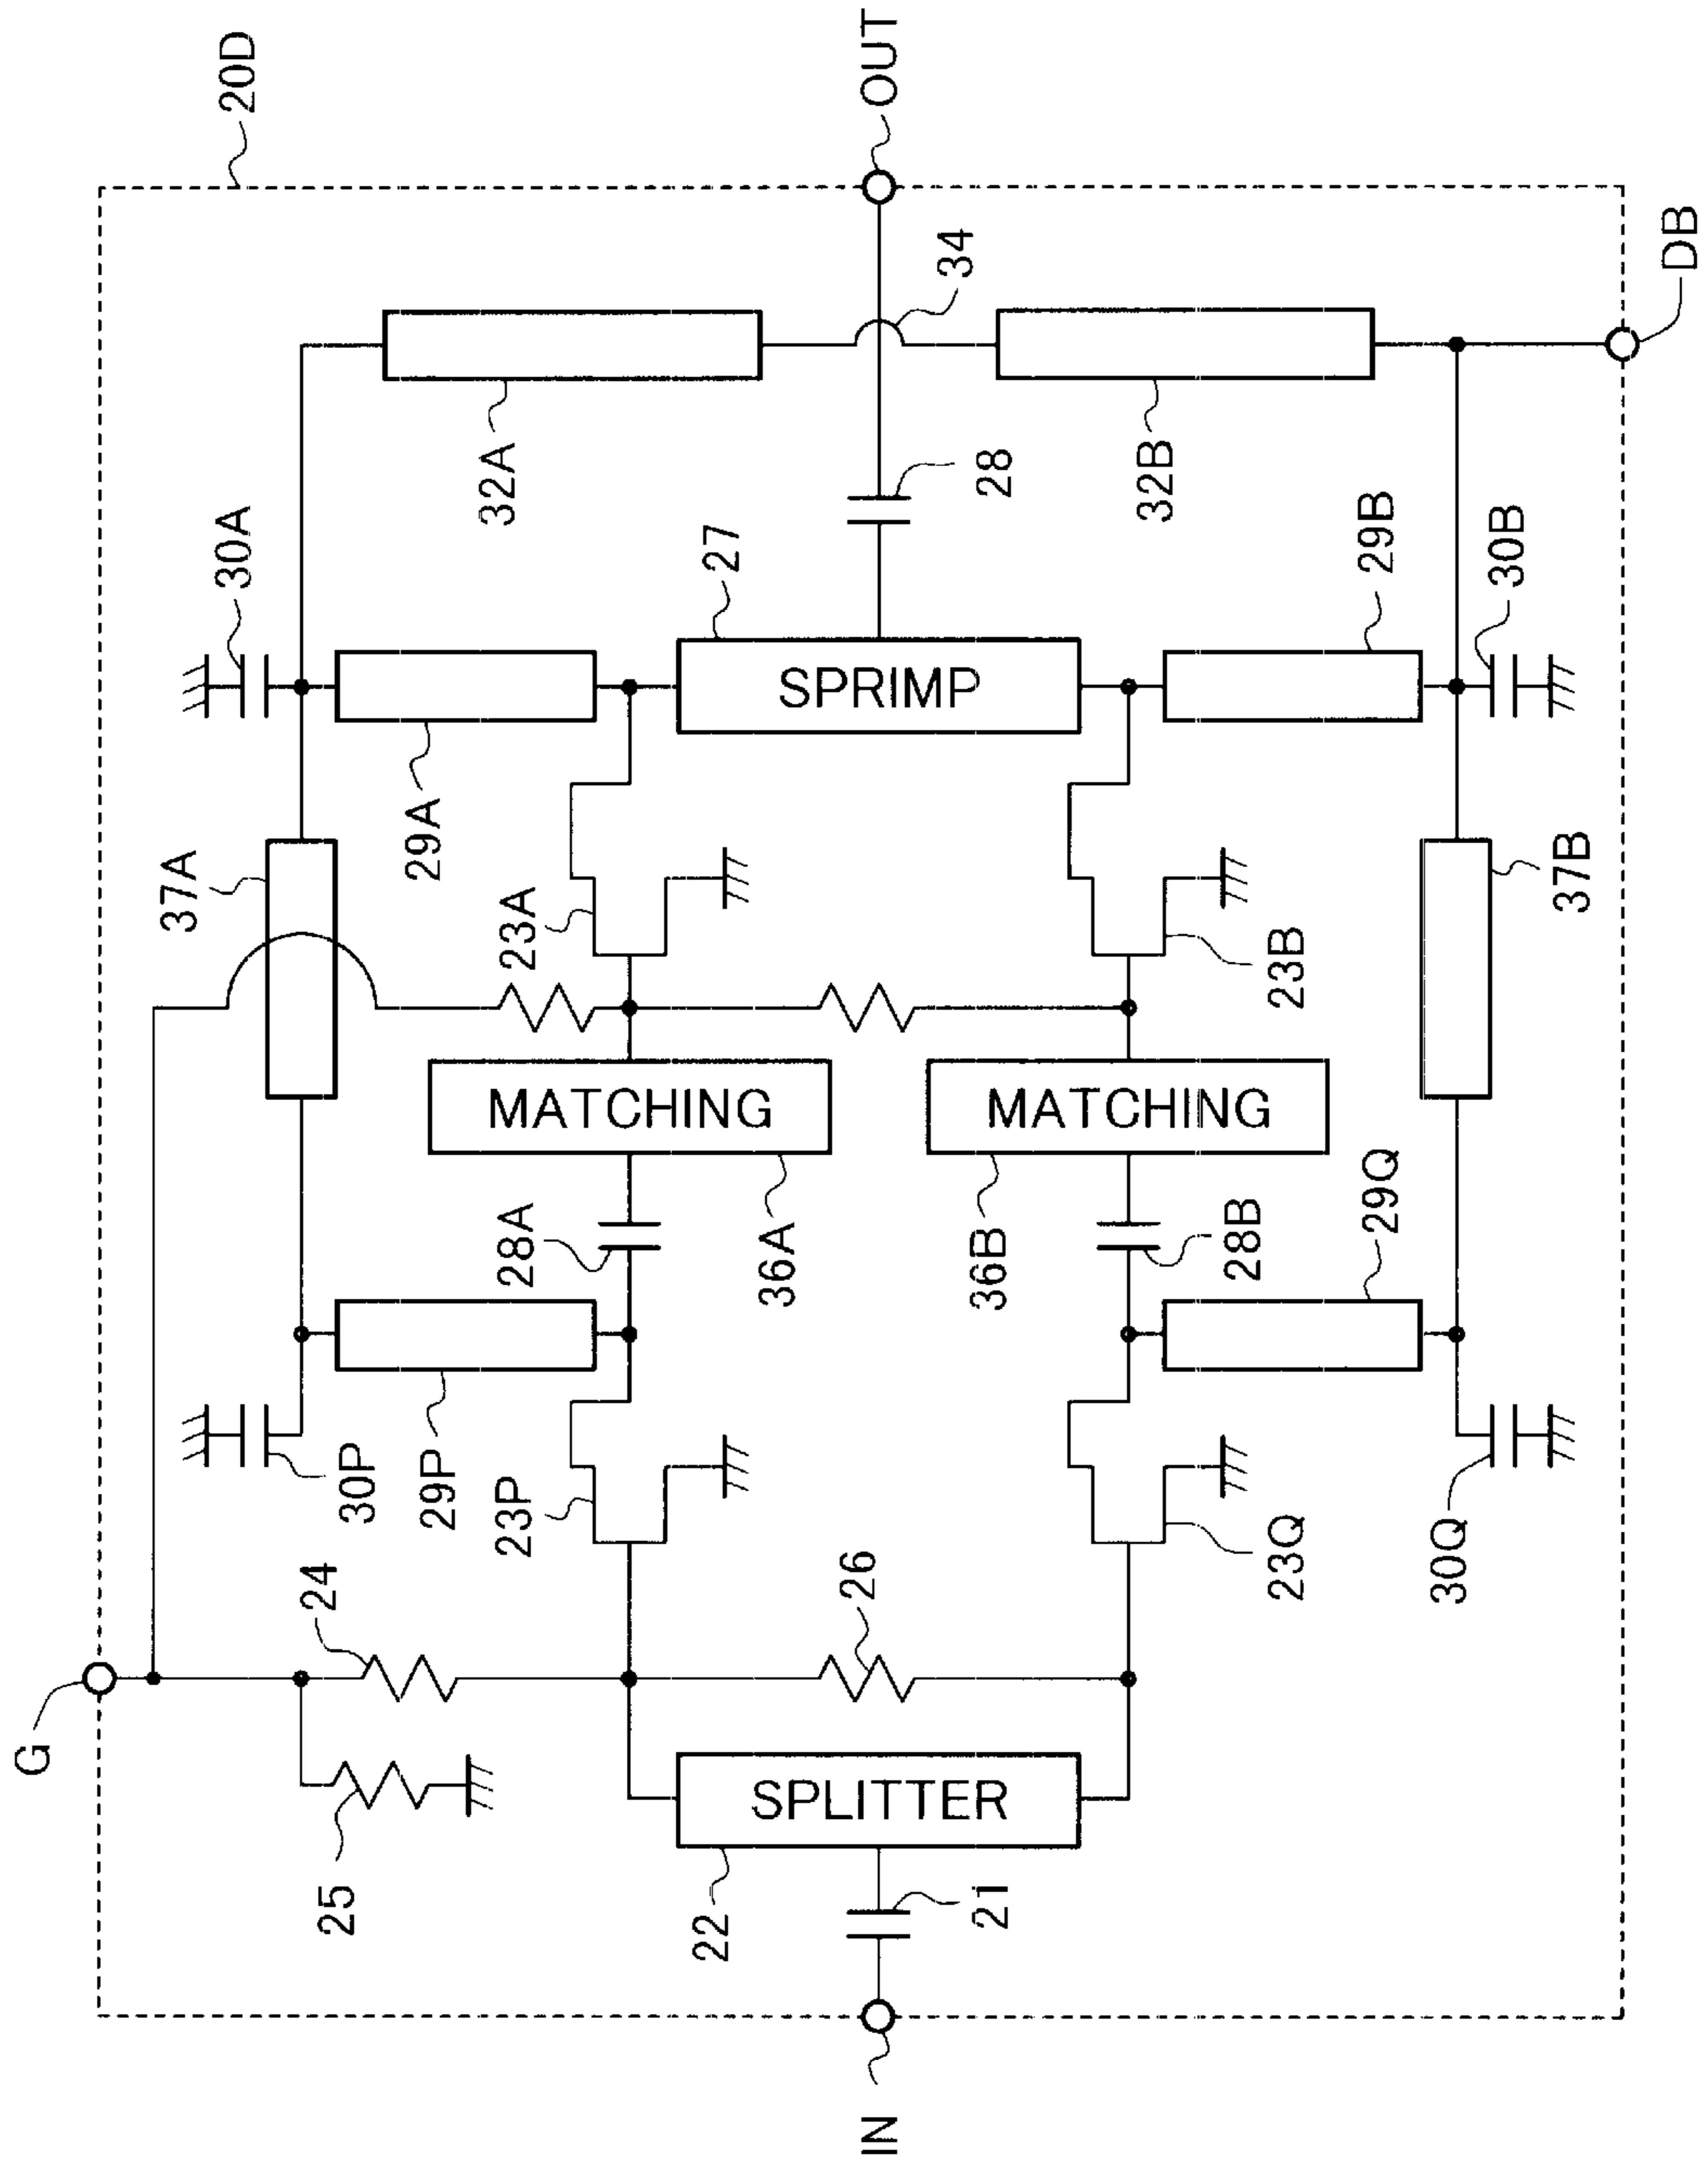 20D
OUT
34
DB
32A
32B
28
30A
27
29B
30B
SPRIMP
29A
37A
23A
23B
37B
MATCHING
MATCHING
28A
36A
36B
28B
29Q
30P
29P
23P
23Q
30Q
24
26
G
SPLITTER
25
22
21
IN